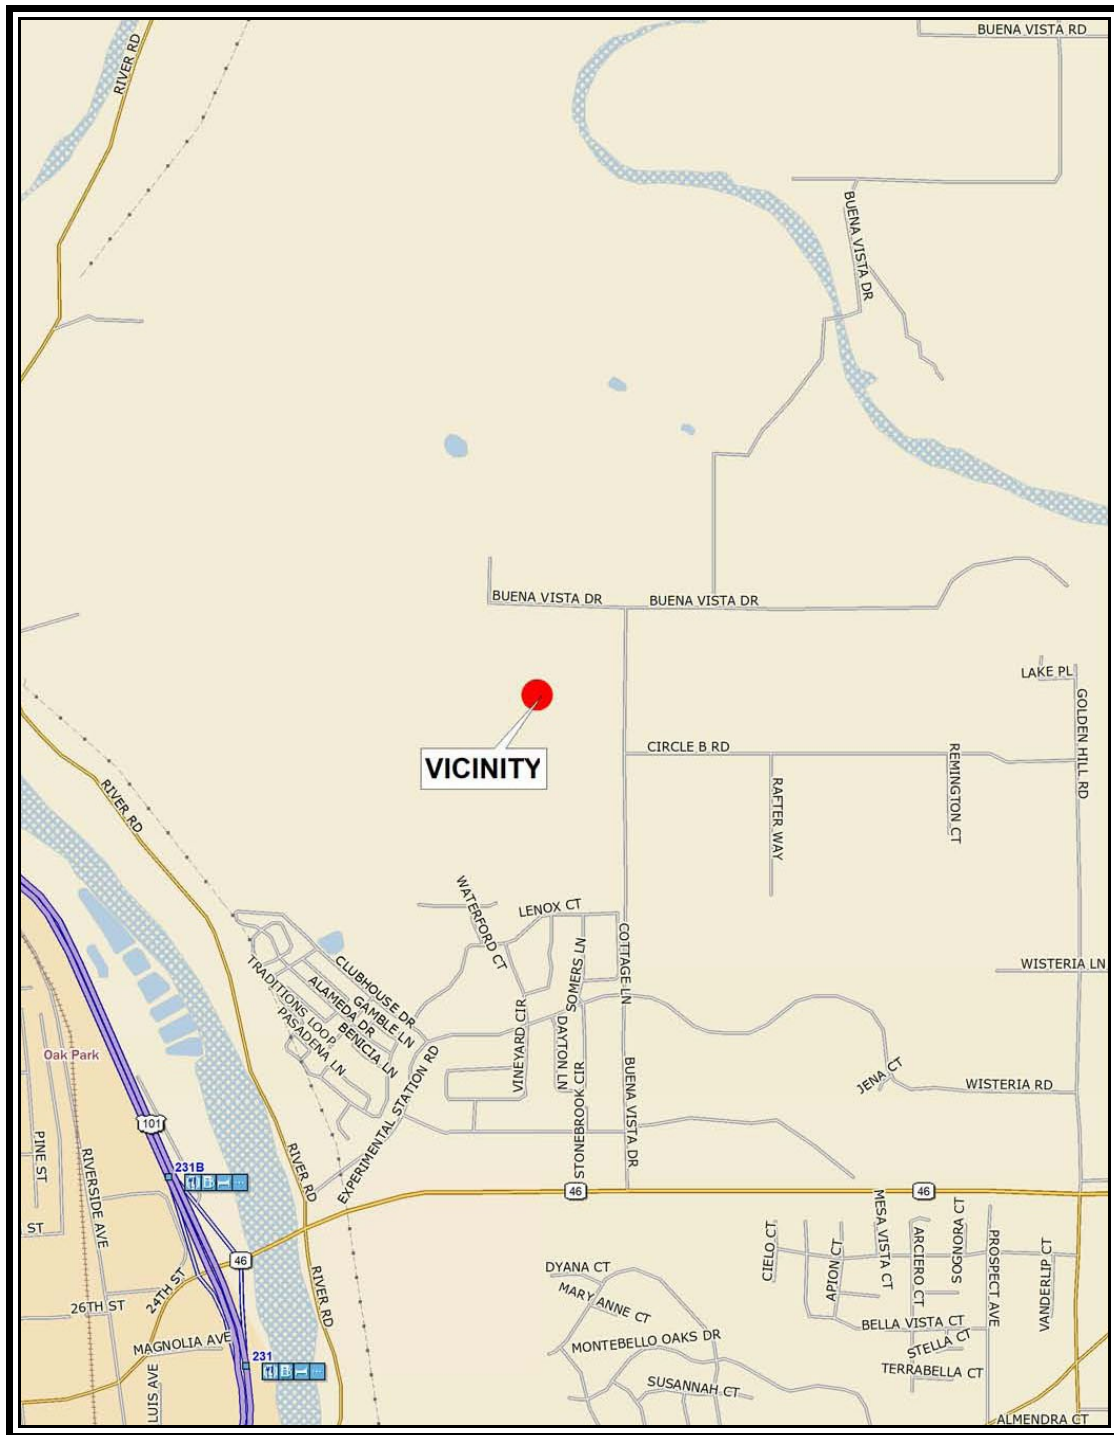 BUENA VISTA RD
RIVER RD
BUENA VISTA DR
BUENA VISTA DR
BUENA VISTA DR
LAKE PL
GOLDEN HILL RD
VICINITY
CIRCLE B RD
REMINGTON CT
RAFTER WAY
RIVER RD
WATERFORD CT
LENOX CT
COTTAGE LN
SOMERS LN
WISTERIA LN
CLUBHOUSE DR
GAMBLE LN
ALAMEDA DR
BENICIA LN
TRADITIONS LOOP
PASADENA LN
VINEYARD CIR
DAYTON LN
STONEBROOK CIR
BUENA VISTA DR
EXPERIMENTAL STATION RD
JENA CT
WISTERIA RD
Oak Park
101
PINE ST
RIVERSIDE AVE
231B
RIVER RD
46
46
ST
46
24TH ST
26TH ST
MAGNOLIA AVE
LUIS AVE
231
RIVER RD
CIELO CT
APION CT
MESA VISTA CT
ARCIERO CT
SOGNORA CT
PROSPECT AVE
VANDERLIP CT
DYANA CT
MARY ANNE CT
MONTEBELLO OAKS DR
BELLA VISTA CT
STELLA CT
TERRABELLA CT
SUSANNAH CT
ALMENDRA CT